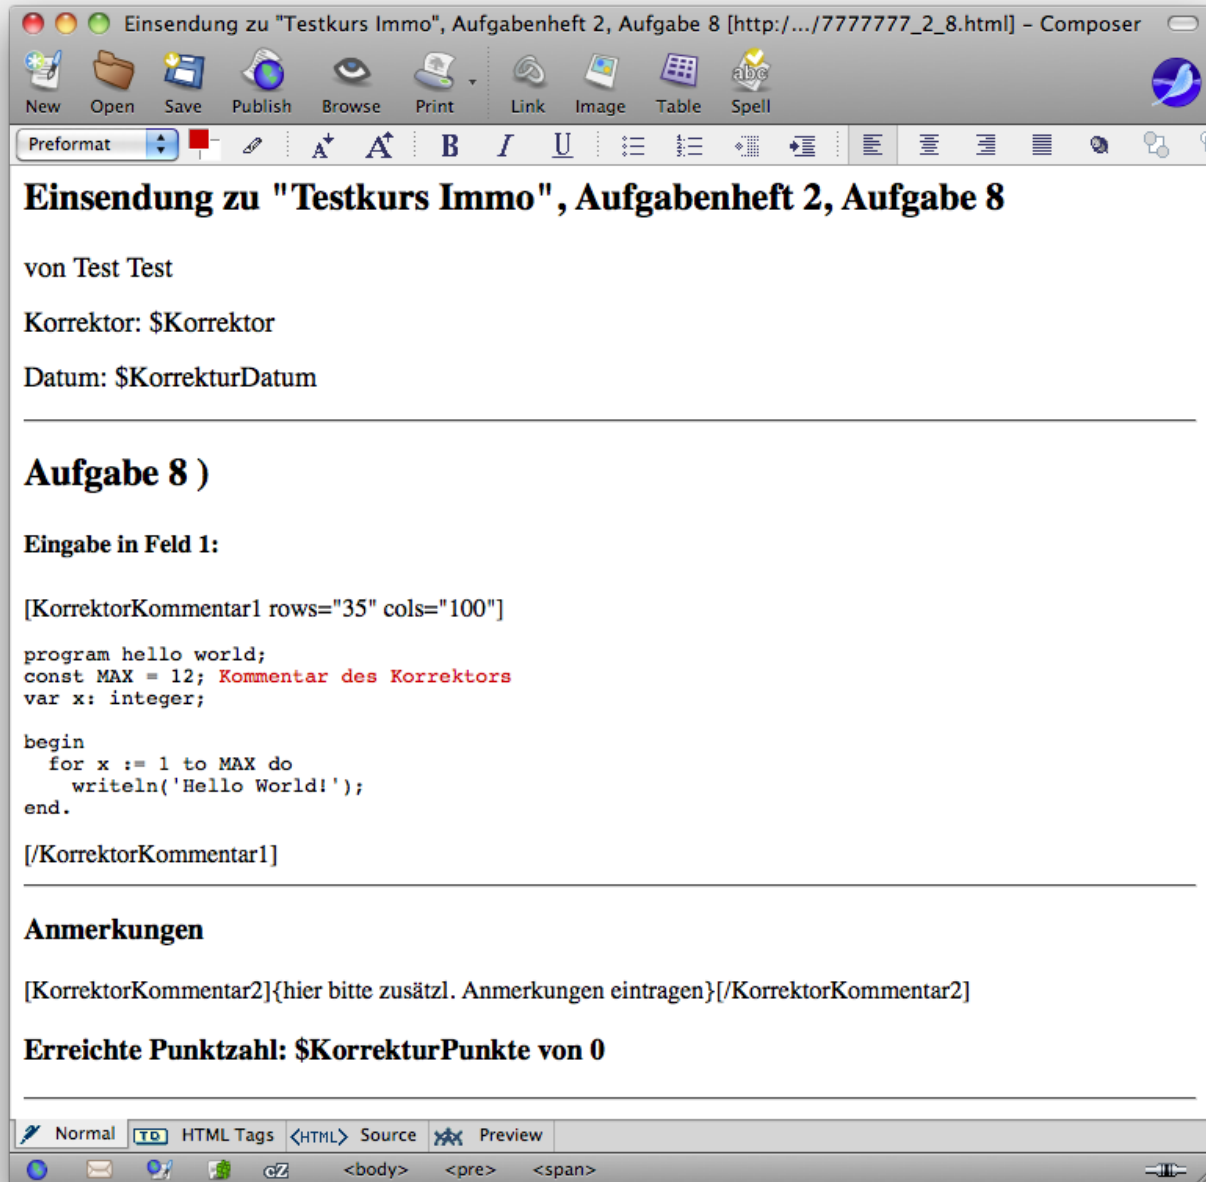 Einsendung zu "Testkurs Immo", Aufgabenheft 2, Aufgabe 8 [http:/.../7777777_2_8.html] – Composer
New Open Save Publish Browse Print Link Image Table Spell
Preformat
Einsendung zu "Testkurs Immo", Aufgabenheft 2, Aufgabe 8
von Test Test
Korrektor: $Korrektor
Datum: $KorrekturDatum
Aufgabe 8 )
Eingabe in Feld 1:
[KorrektorKommentar1 rows="35" cols="100"]
program hello world;
const MAX = 12; Kommentar des Korrektors
var x: integer;
begin
  for x := 1 to MAX do
    writeln('Hello World!');
end.
[/KorrektorKommentar1]
Anmerkungen
[KorrektorKommentar2]{hier bitte zusätzl. Anmerkungen eintragen}[/KorrektorKommentar2]
Erreichte Punktzahl: $KorrekturPunkte von 0
Normal TD HTML Tags <HTML> Source Preview
cZ <body> <pre> <span>